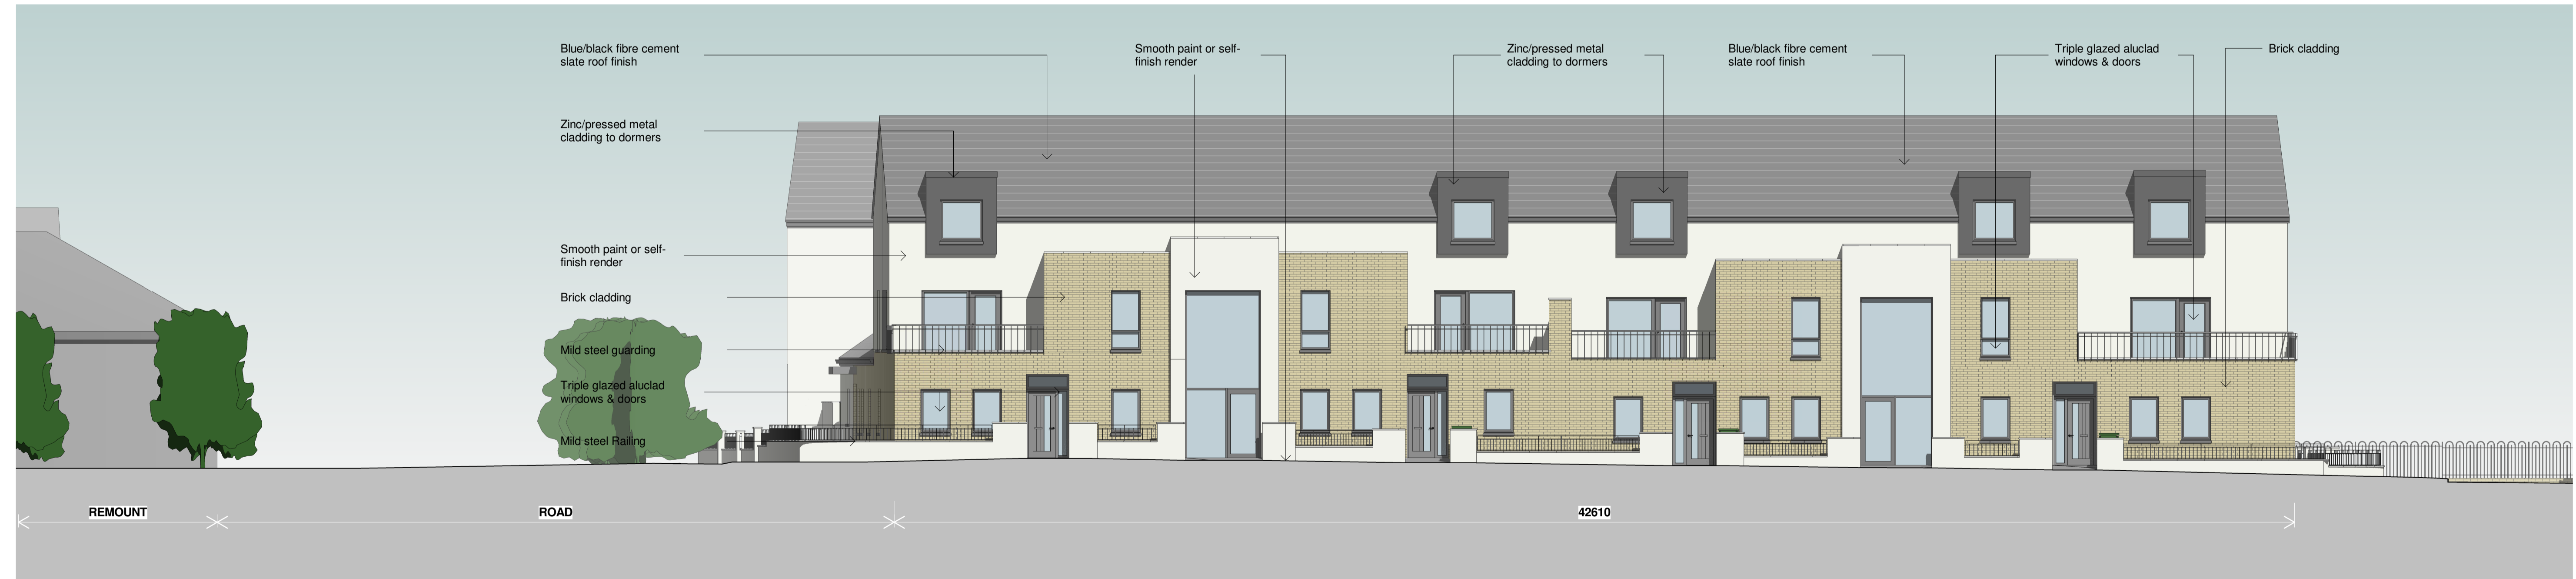 Blue/black fibre cement
slate roof finish
Smooth paint or self-
finish render
Zinc/pressed metal
cladding to dormers
Blue/black fibre cement
slate roof finish
Triple glazed aluclad
windows & doors
Brick cladding
Zinc/pressed metal
cladding to dormers
Smooth paint or self-
finish render
Brick cladding
Mild steel guarding
Triple glazed aluclad
windows & doors
Mild steel Railing
REMOUNT
ROAD
42610